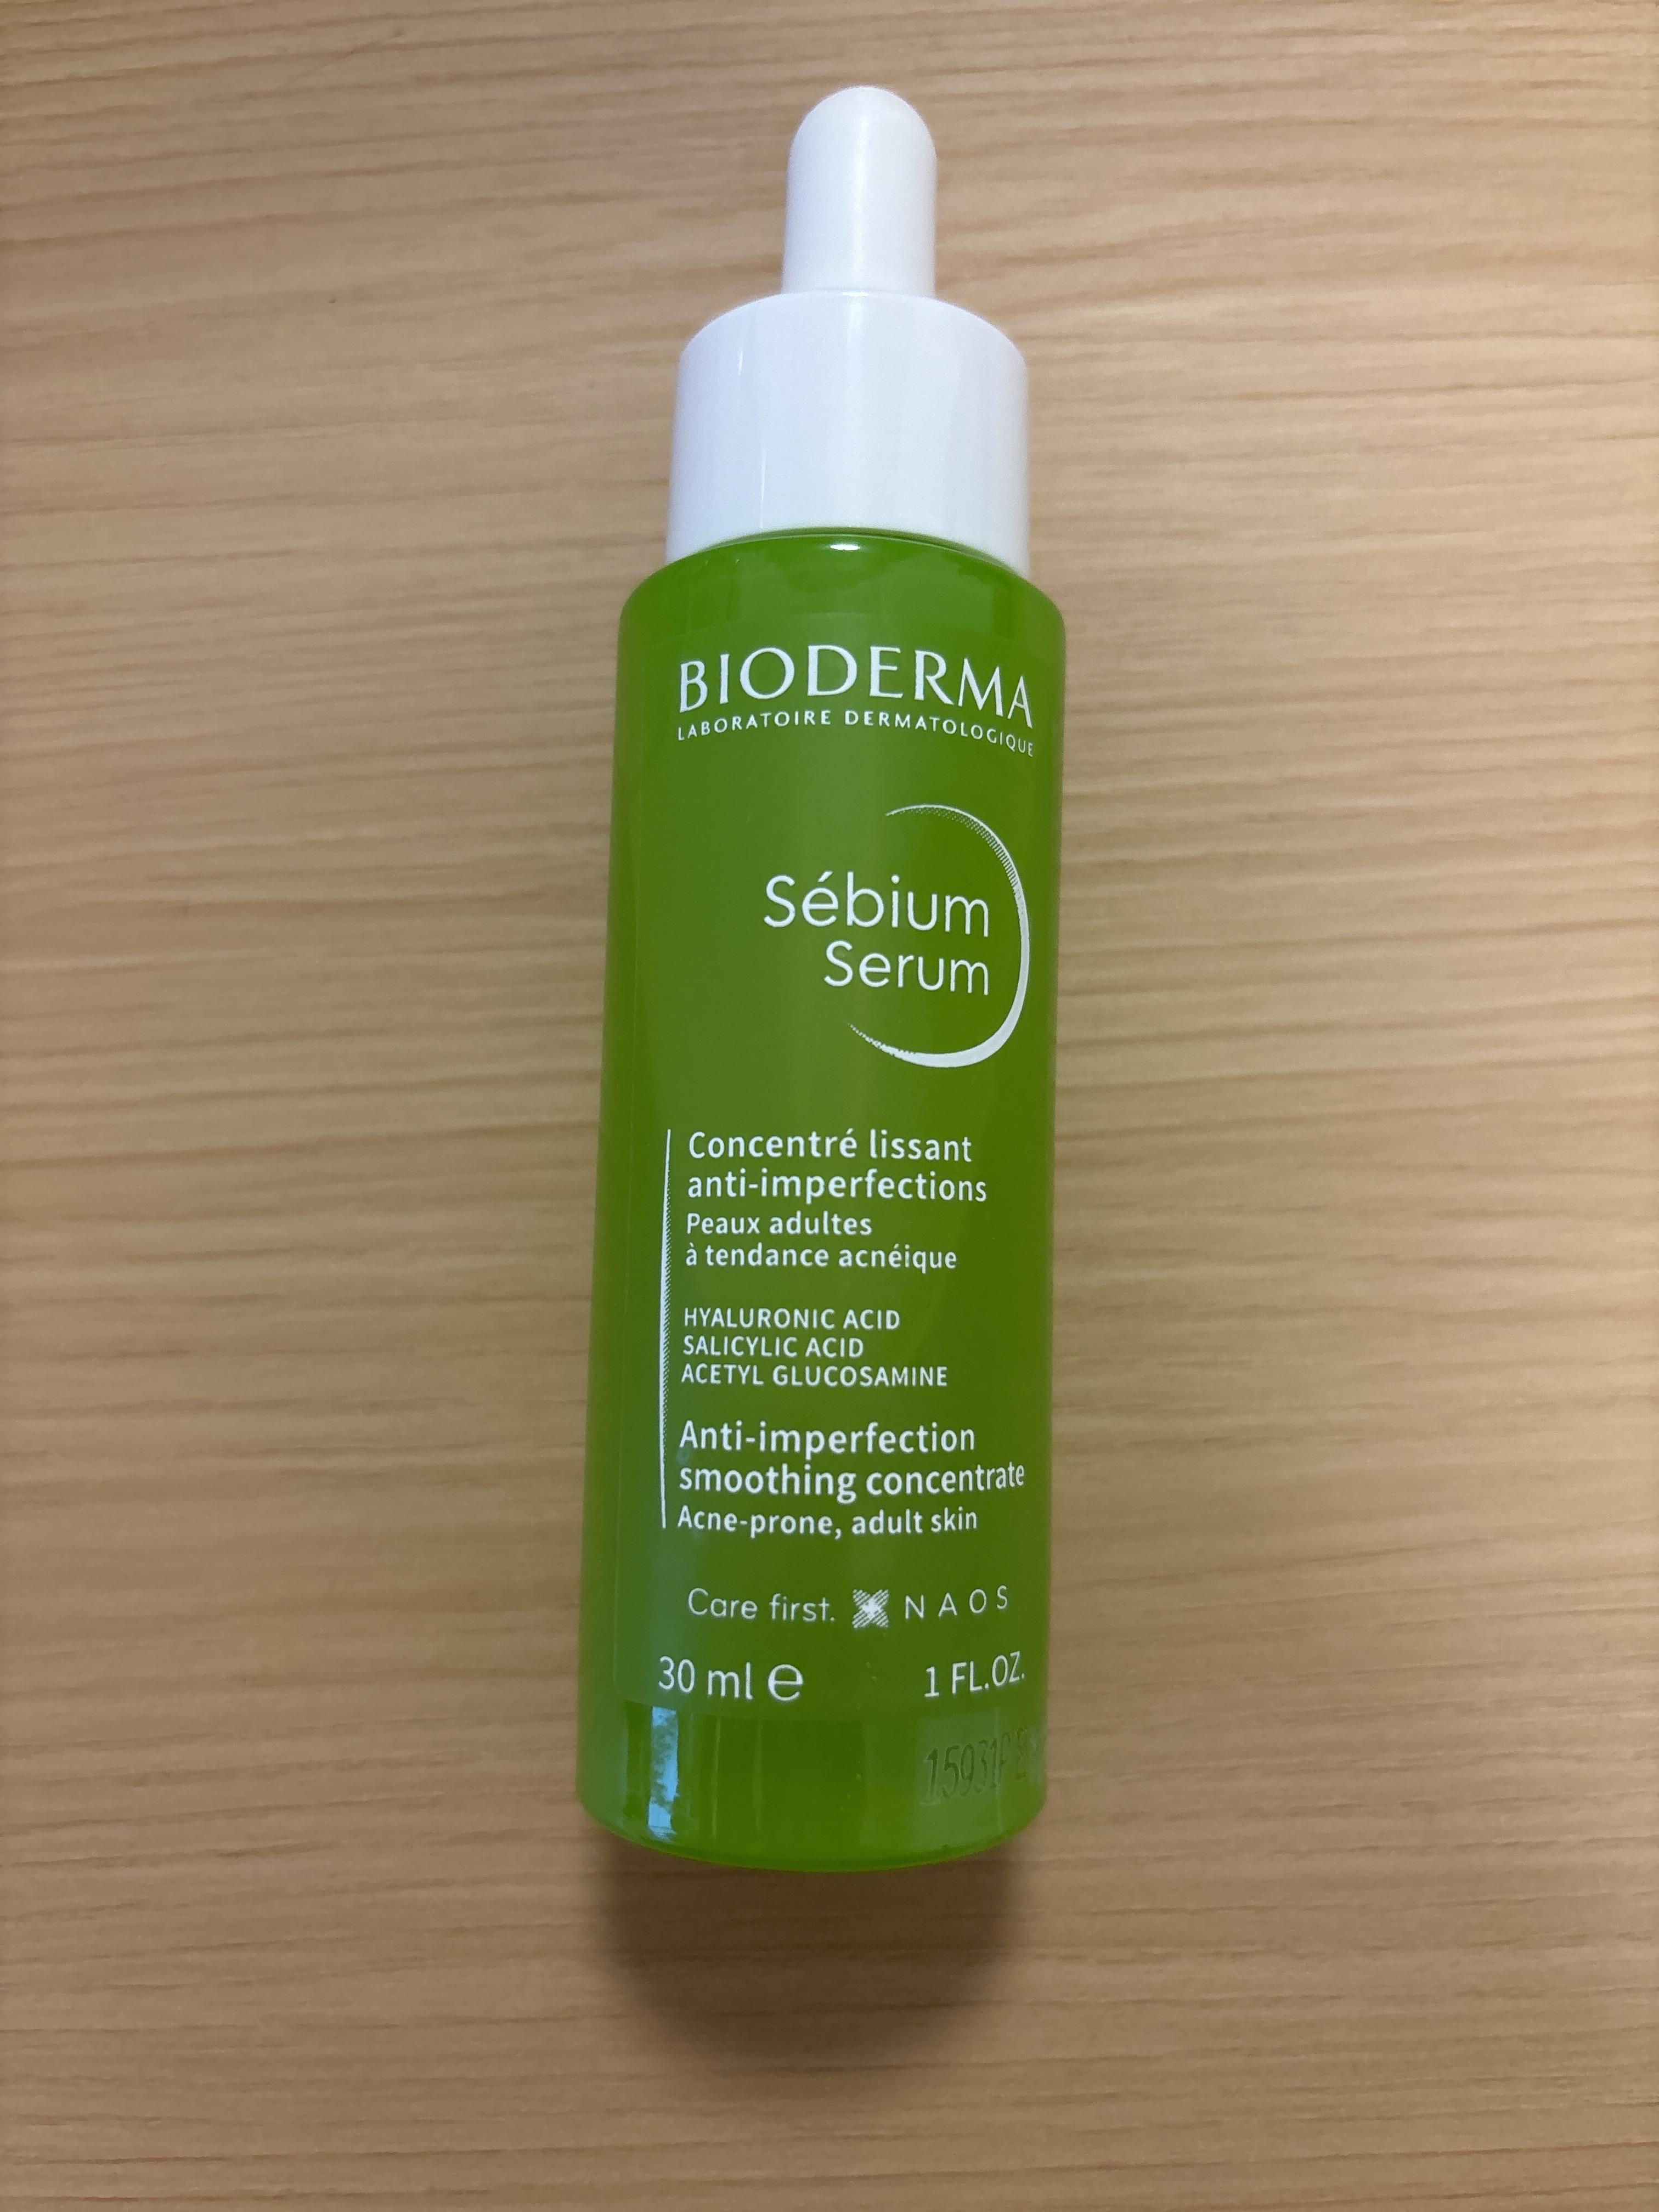 BIODERMA
LABORATOIRE DERMATOLOGIQUE
Sébium
Serum
Concentré lissant
anti-imperfections
Peaux adultes
à tendance acnéique
HYALURONIC ACID
SALICYLIC ACID
ACETYL GLUCOSAMINE
Anti-imperfection
smoothing concentrate
Acne-prone, adult skin
Care first. NAOS
30 ml ℮ 1 FL.OZ.